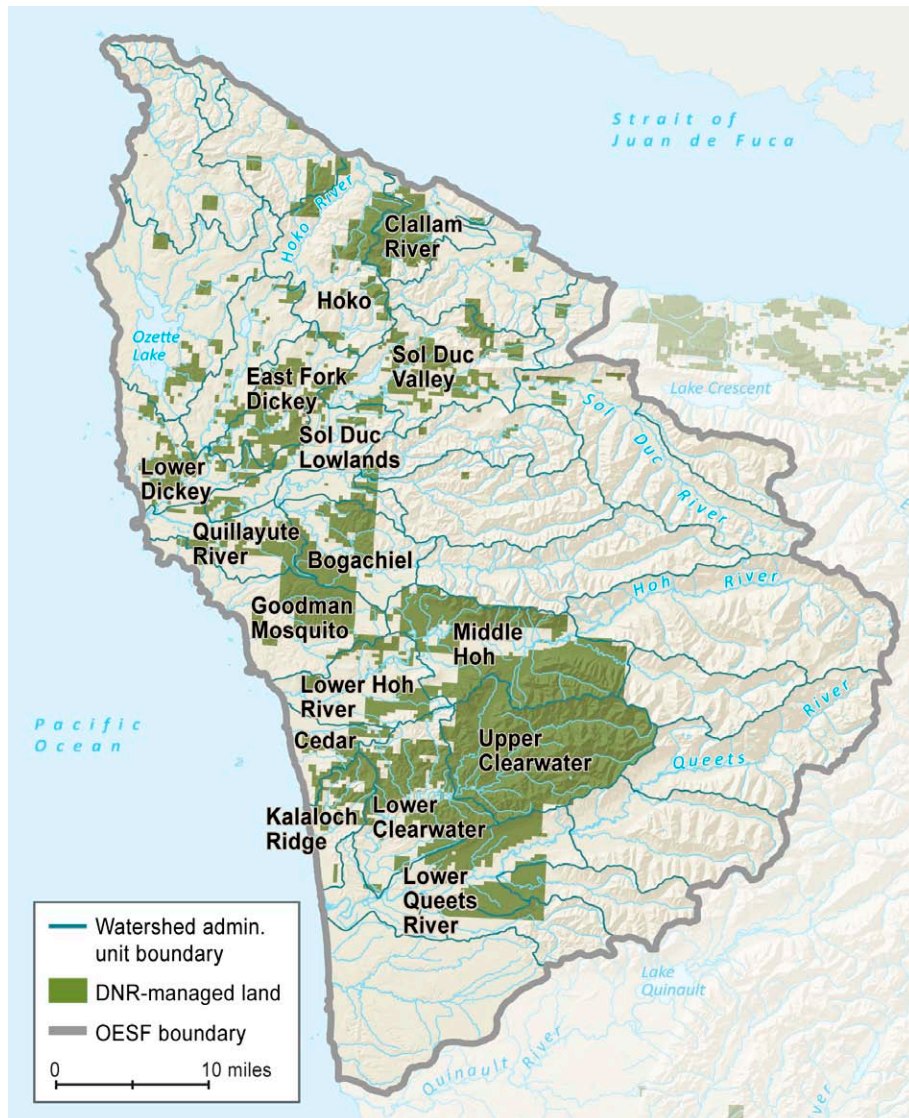 Strait of
Juan de Fuca
Hoko River
Clallam
River
Hoko
Ozette
Lake
Sol Duc
Valley
East Fork
Dickey
Lake Crescent
Sol Duc River
Sol Duc
Lowlands
Lower
Dickey
Quillayute
River
Bogachiel
Hoh River
Goodman
Mosquito
Middle
Hoh
Lower Hoh
River
Pacific
Ocean
Cedar
Upper
Clearwater
Queets River
Kalaloch
Ridge
Lower
Clearwater
Lower
Queets
River
Lake
Quinault
Quinault River
River
Watershed admin.
unit boundary
DNR-managed land
OESF boundary
0 10 miles